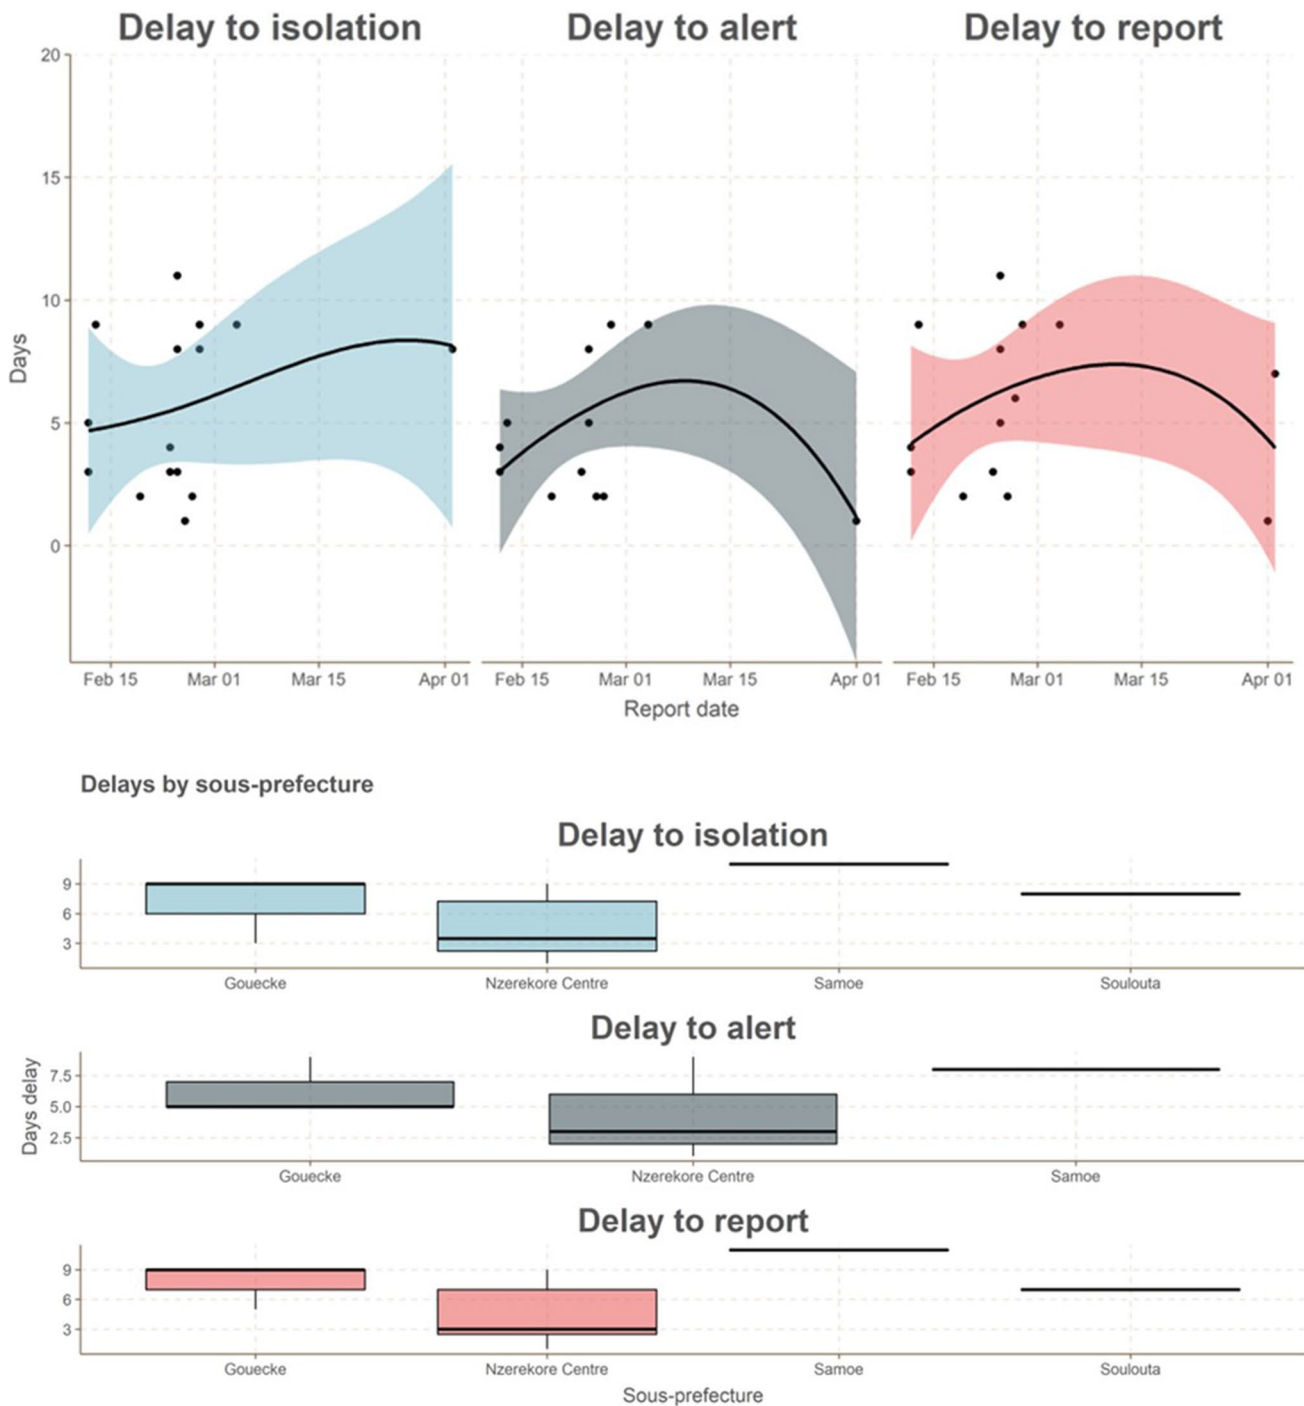 Delay to isolation Delay to alert Delay to report
20
15
10
5
0
Days
Feb 15 Mar 01 Mar 15 Apr 01 Feb 15 Mar 01 Mar 15 Apr 01 Feb 15 Mar 01 Mar 15 Apr 01
Report date
Delays by sous-prefecture
Delay to isolation
9
6
3
Gouecke Nzerekore Centre Samoe Soulouta
Delay to alert
Days delay
7.5
5.0
2.5
Gouecke Nzerekore Centre Samoe
Delay to report
9
6
3
Gouecke Nzerekore Centre Samoe Soulouta
Sous-prefecture